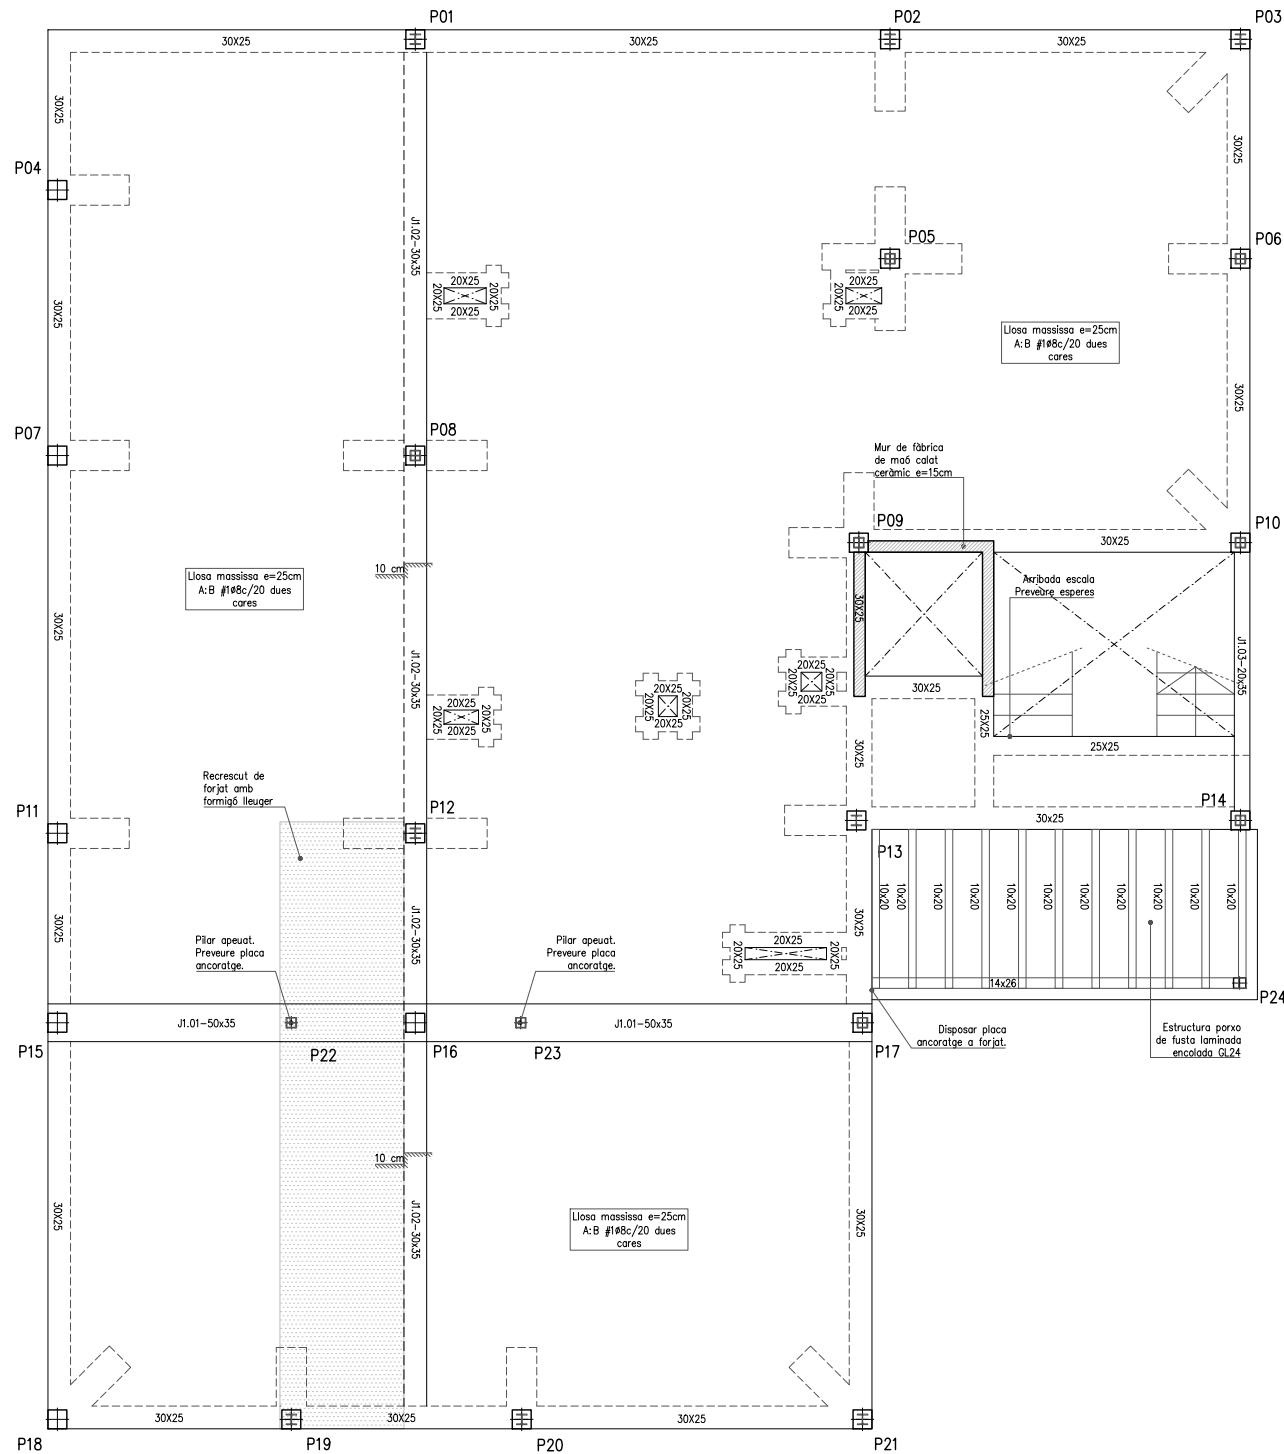 P01
P02
P03
30X25
30X25
30X25
30X25
30X25
P04
J1.02-30x35
P05
P06
20X25
20X25
20X25
20X25
20X25
20X25
20X25
20X25
30X25
Llosa massissa e=25cm
A:B #1ø8c/20 dues
cares
30X25
P07
P08
Mur de fàbrica
de maó calat
ceràmic e=15cm
P09
P10
30X25
10 cm
Llosa massissa e=25cm
A:B #1ø8c/20 dues
cares
Arribada escala
Preveure esperes
30X25
30X25
J1.02-30x35
J1.03-20x35
20X25
20X25
20X25
20X25
30X25
20X25
20X25
20X25
20X25
20X25
20X25
20X25
20X25
25X25
30X25
25X25
Recrescut de
forjat amb
formigó lleuger
P11
P12
P14
30x25
P13
10x20
10x20
10x20
10x20
10x20
10x20
10x20
10x20
10x20
10x20
10x20
30X25
J1.02-30x35
30X25
Pilar apeuat.
Preveure placa
ancoratge.
Pilar apeuat.
Preveure placa
ancoratge.
20X25
20X25
20X25
20X25
14x26
P24
J1.01-50x35
J1.01-50x35
Disposar placa
ancoratge a forjat.
Estructura porxo
de fusta laminada
encolada GL24
P15
P22
P16
P23
P17
10 cm
30X25
J1.02-30x35
Llosa massissa e=25cm
A:B #1ø8c/20 dues
cares
30X25
30X25
30X25
30X25
P18
P19
P20
P21